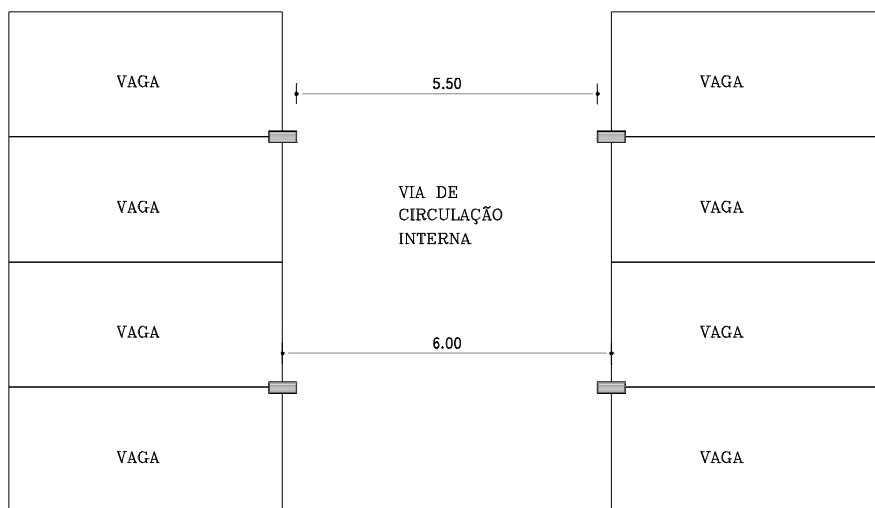 VAGA
VAGA
5.50
VAGA
VAGA
VIA DE
CIRCULAÇÃO
INTERNA
VAGA
VAGA
6.00
VAGA
VAGA